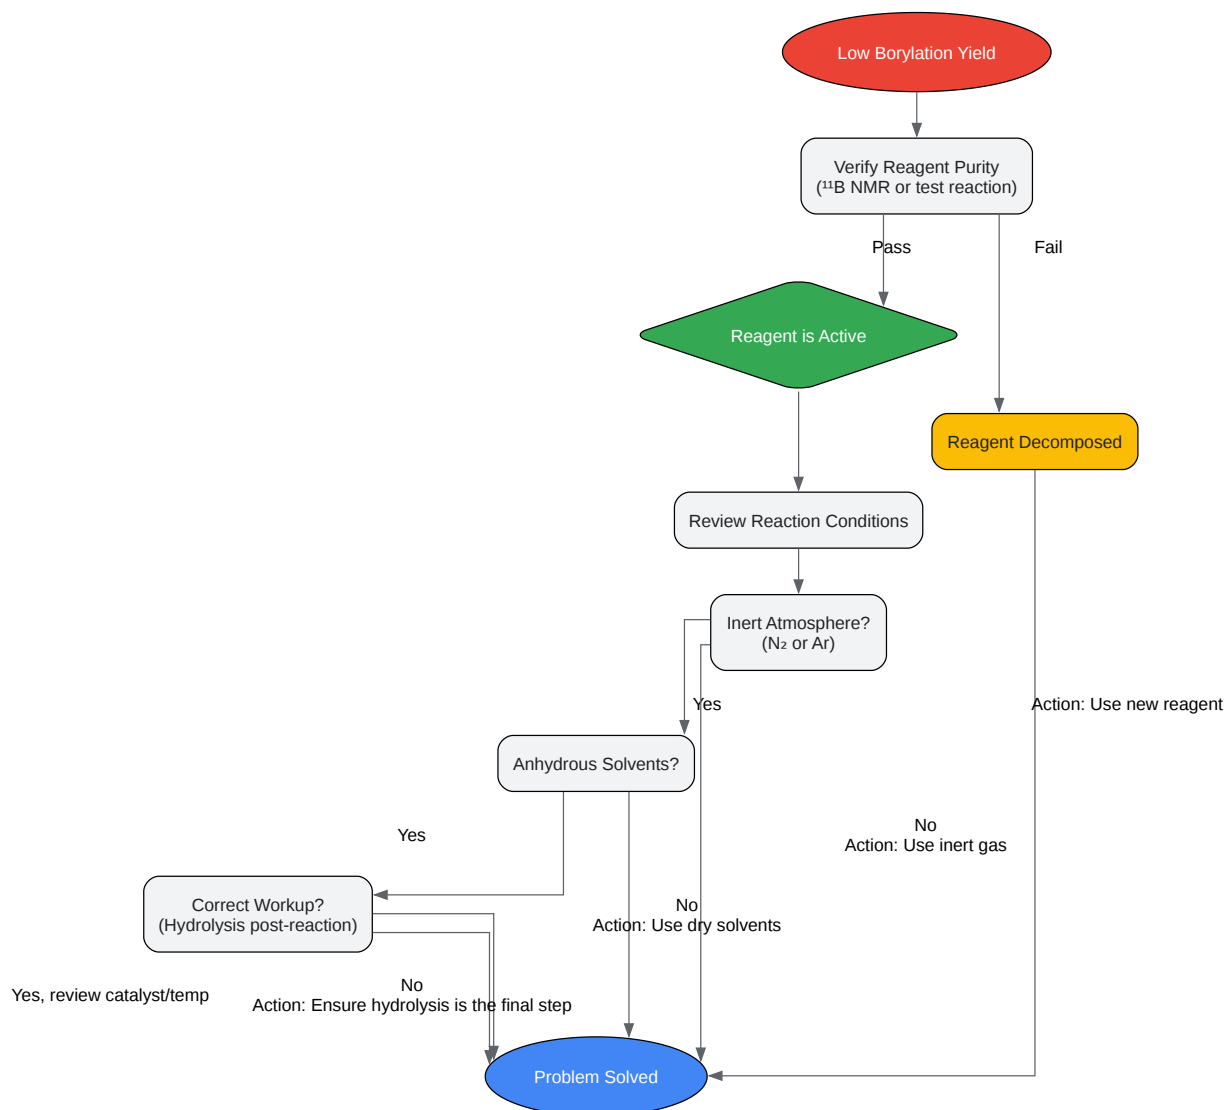 Low Borylation Yield
Verify Reagent Purity
(¹¹B NMR or test reaction)
Pass
Fail
Reagent is Active
Reagent Decomposed
Review Reaction Conditions
Inert Atmosphere?
(N₂ or Ar)
Yes
Action: Use new reagent
Anhydrous Solvents?
Yes
No
Action: Use inert gas
Correct Workup?
(Hydrolysis post-reaction)
No
Action: Use dry solvents
Yes, review catalyst/temp
No
Action: Ensure hydrolysis is the final step
Problem Solved